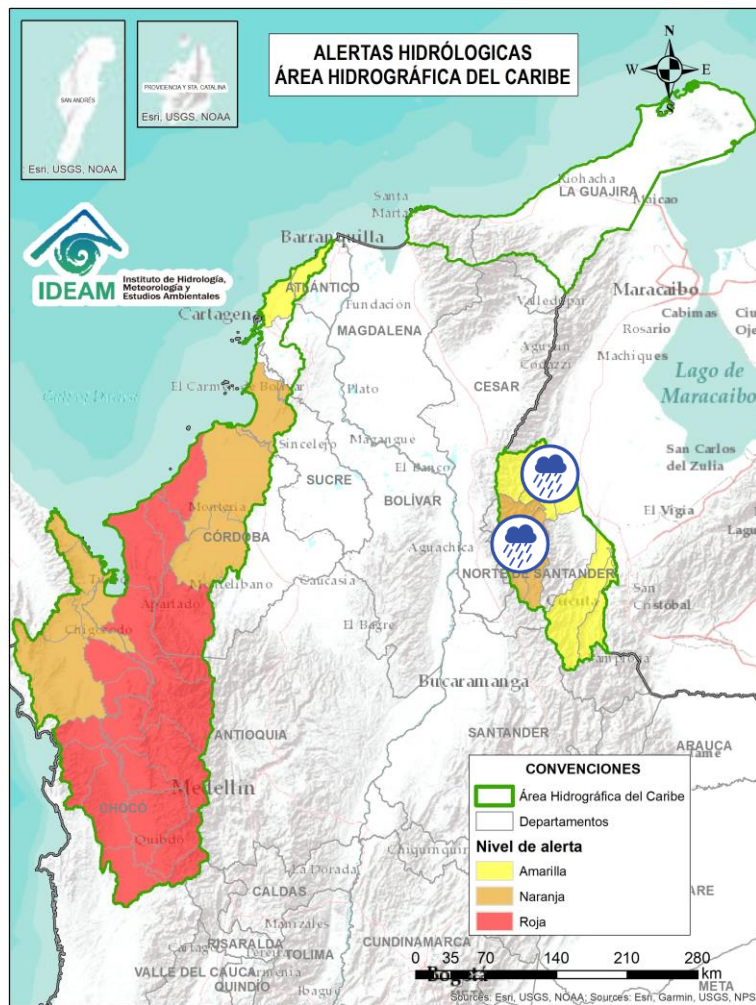 ALERTAS HIDRÓLOGICAS
ÁREA HIDROGRÁFICA DEL CARIBE
SAN ANDRÉS
Esri, USGS, NOAA
PROVIDENCIA Y STA. CATALINA
Esri, USGS, NOAA
N
W
E
S
IDEAM
Instituto de Hidrología,
Meteorología y
Estudios Ambientales
Riohacha
LA GUAJIRA
Maicao
Santa
Marta
Barranquilla
ATLÁNTICO
Cartagena
Fundación
MAGDALENA
Valledupar
Maracaibo
Cabimas
Rosario
Machiques
Agustín
Codazzi
CESAR
Lago de
Maracaibo
El Carmen de Bolívar
Plato
Sincelejo
Magangué
SUCRE
El Banco
BOLÍVAR
San Carlos
del Zulia
El Vigía
Montería
CÓRDOBA
Aguachica
NORTE DE SANTANDER
Cúcuta
San
Cristóbal
Montelíbano
Caucasia
Apartado
El Bagre
Pamplona
Bucaramanga
SANTANDER
ANTIOQUIA
ARAUCA
Medellín
CHOCÓ
Quibdó
La Dorada
CALDAS
Manizales
RISARALDA
TOLIMA
VALLE DEL CAUCA
Armenia
QUINDÍO
Ibagué
CUNDINAMARCA
Bogotá
META
CONVENCIONES
Área Hidrográfica del Caribe
Departamentos
Nivel de alerta
Amarilla
Naranja
Roja
0 35 70 140 210 280
km
Sources: Esri, USGS, NOAA; Sources: Esri, Garmin, USGS, NPS